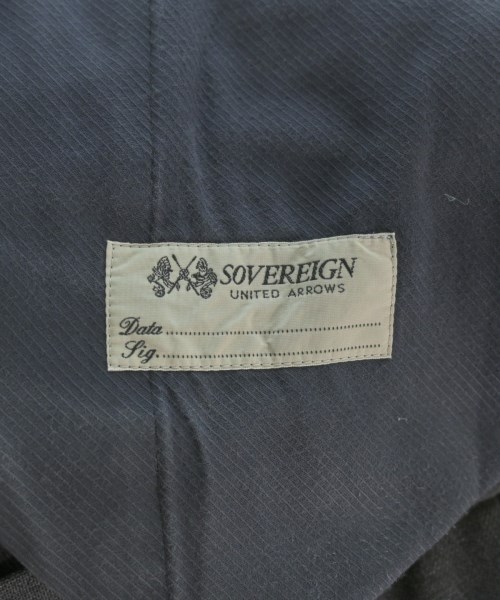 SOVEREIGN
UNITED ARROWS
Data
Sig.